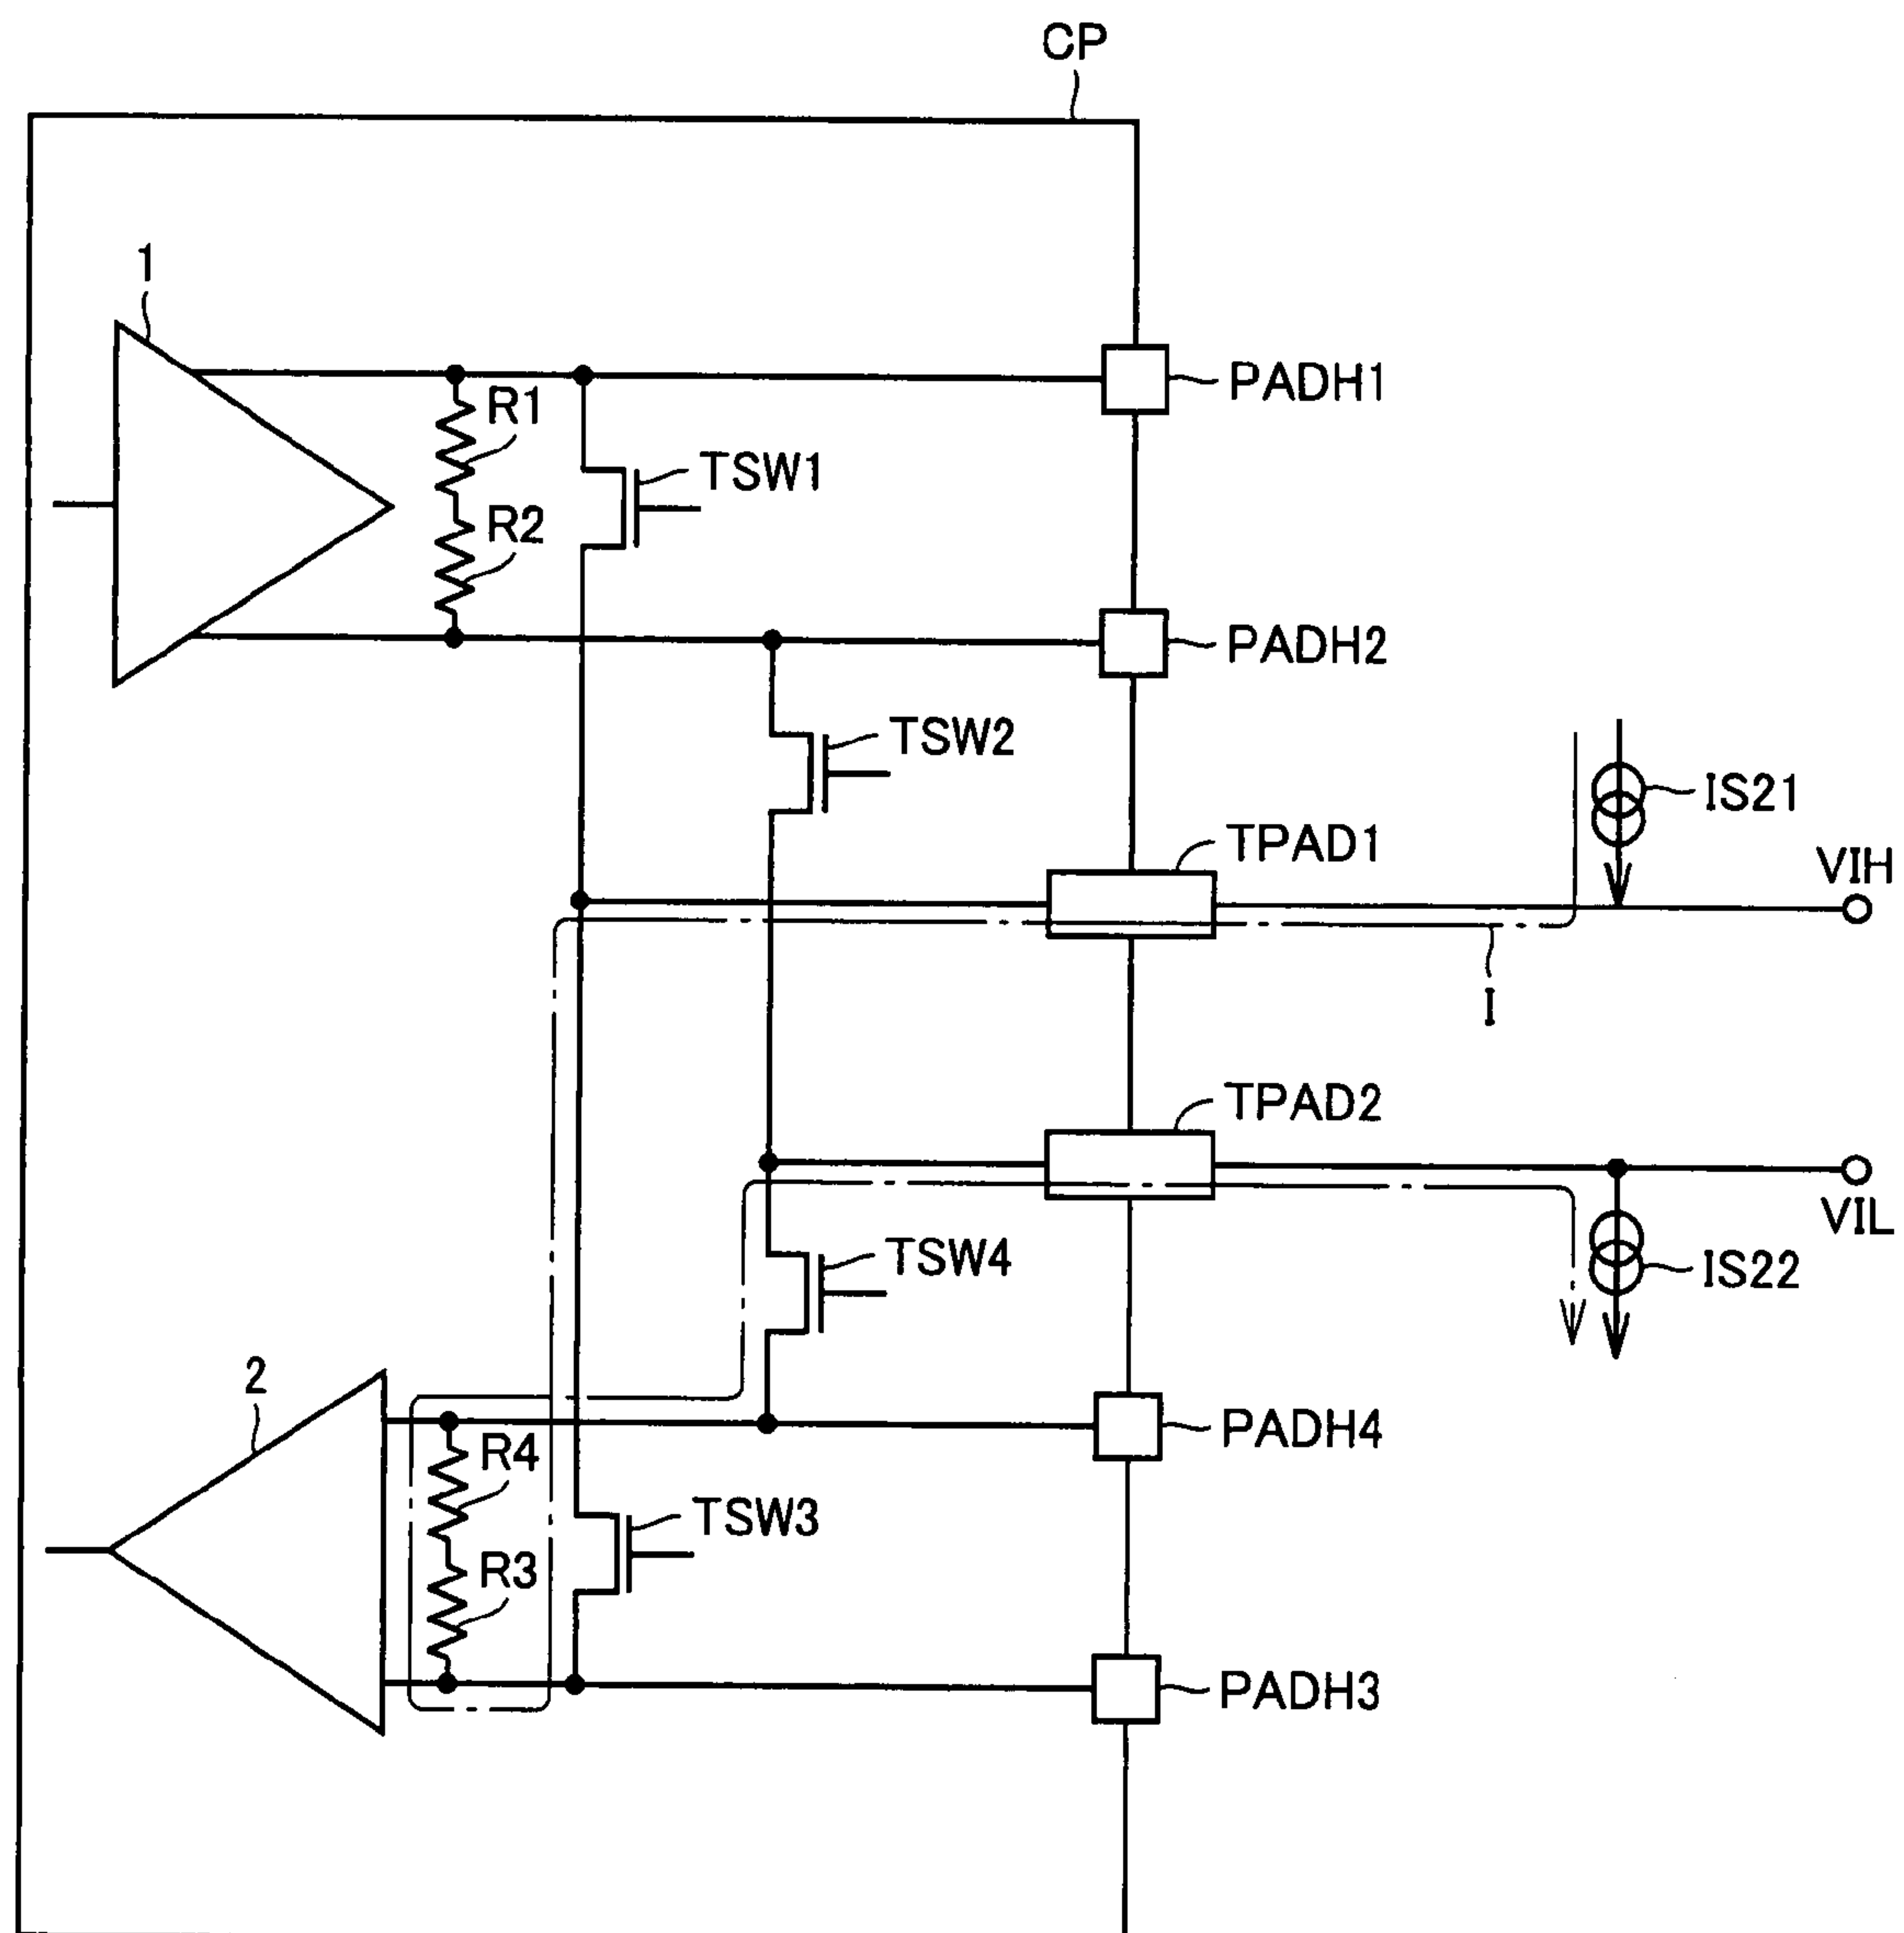 CP
1
R1
PADH1
TSW1
R2
PADH2
TSW2
IS21
TPAD1
VIH
I
TPAD2
VIL
TSW4
IS22
2
PADH4
R4
TSW3
R3
PADH3